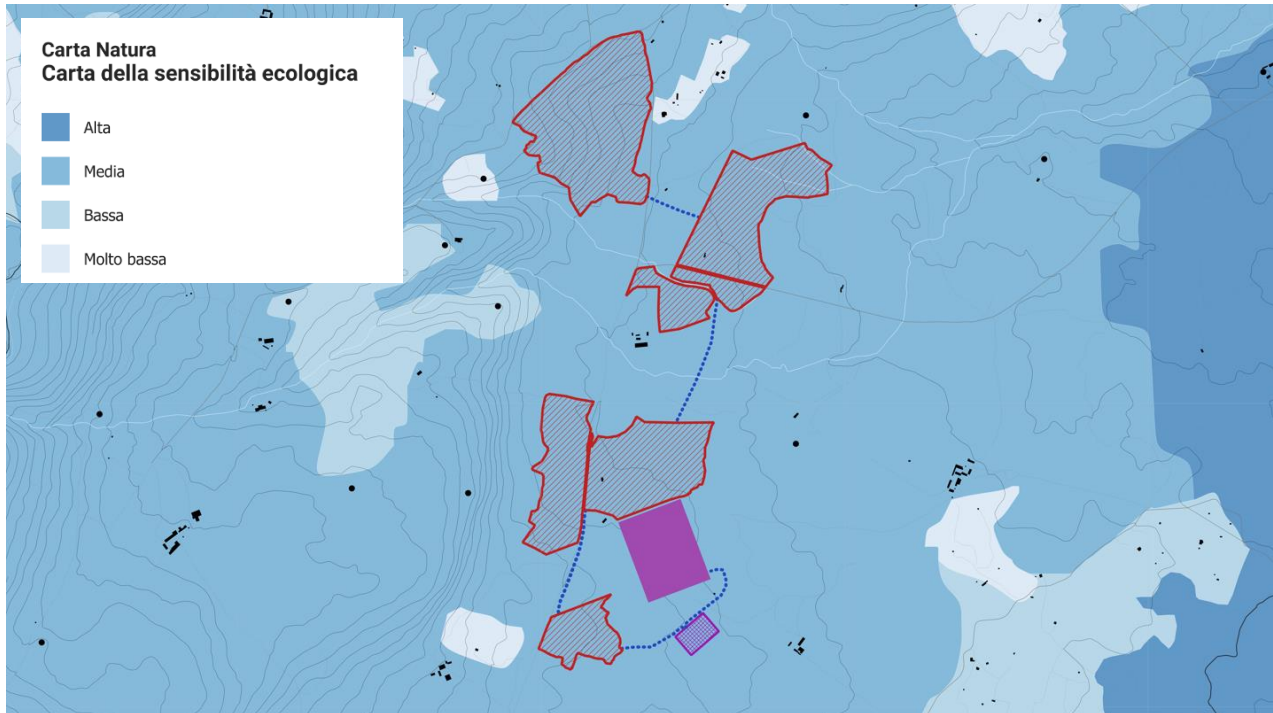 Carta Natura
Carta della sensibilità ecologica
Alta
Media
Bassa
Molto bassa